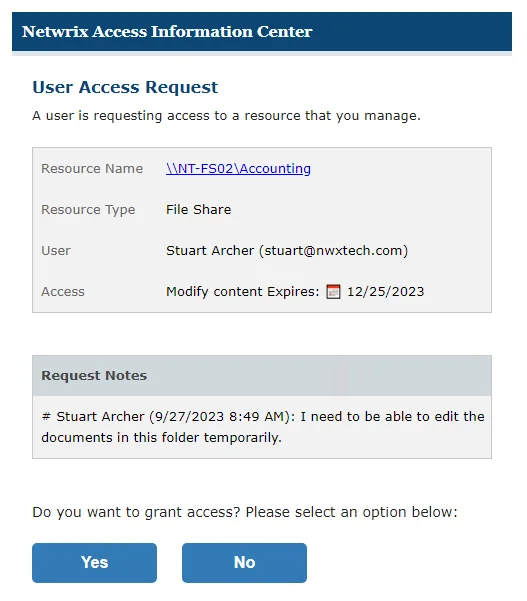 Netwrix Access Information Center
User Access Request
A user is requesting access to a resource that you manage.
Resource Name \\NT-FS02\Accounting
Resource Type File Share
User Stuart Archer (stuart@nwxtech.com)
Access Modify content Expires: 12/25/2023
Request Notes
# Stuart Archer (9/27/2023 8:49 AM): I need to be able to edit the
documents in this folder temporarily.
Do you want to grant access? Please select an option below:
Yes No